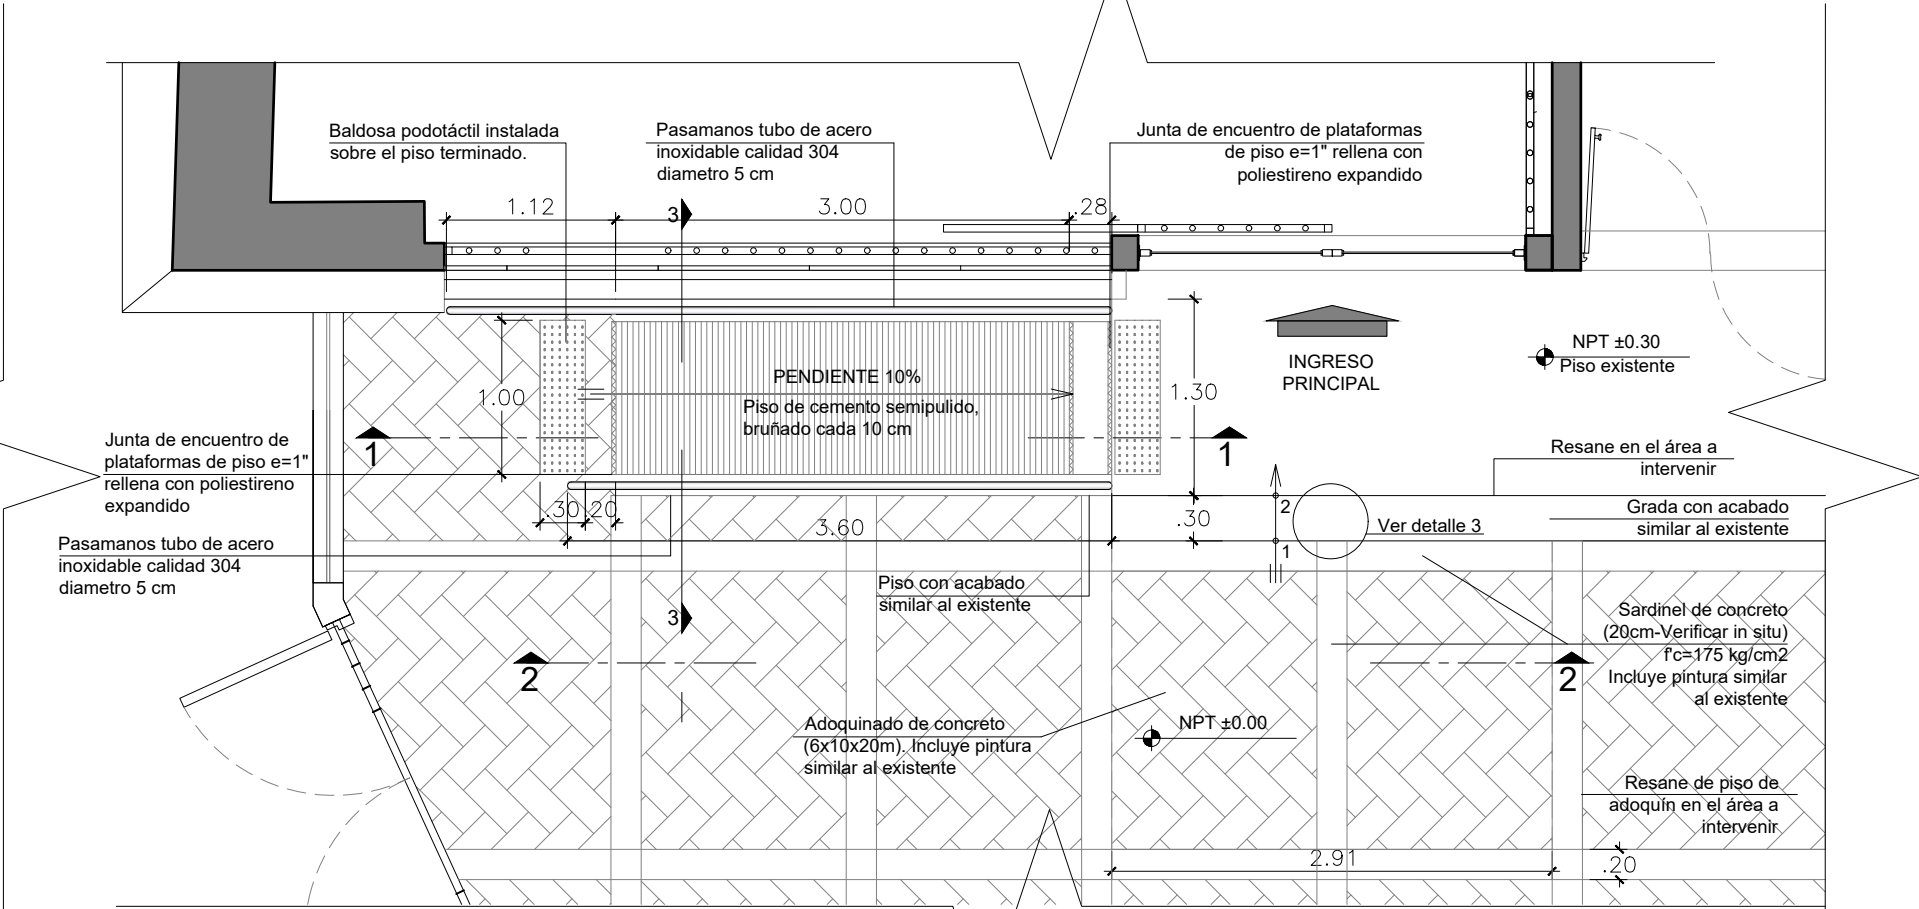 Baldosa podotáctil instalada
sobre el piso terminado.
Pasamanos tubo de acero
inoxidable calidad 304
diametro 5 cm
Junta de encuentro de plataformas
de piso e=1" rellena con
poliestireno expandido
1.12
3
3.00
.28
1.00
PENDIENTE 10%
Piso de cemento semipulido,
bruñado cada 10 cm
1.30
INGRESO
PRINCIPAL
NPT ±0.30
Piso existente
1
1
Junta de encuentro de
plataformas de piso e=1"
rellena con poliestireno
expandido
Resane en el área a
intervenir
.30
.20
3.60
.30
2
1
Ver detalle 3
Grada con acabado
similar al existente
Pasamanos tubo de acero
inoxidable calidad 304
diametro 5 cm
Piso con acabado
similar al existente
3
2
2
Sardinel de concreto
(20cm-Verificar in situ)
f'c=175 kg/cm2
Incluye pintura similar
al existente
Adoquinado de concreto
(6x10x20m). Incluye pintura
similar al existente
NPT ±0.00
Resane de piso de
adoquín en el área a
intervenir
2.91
.20